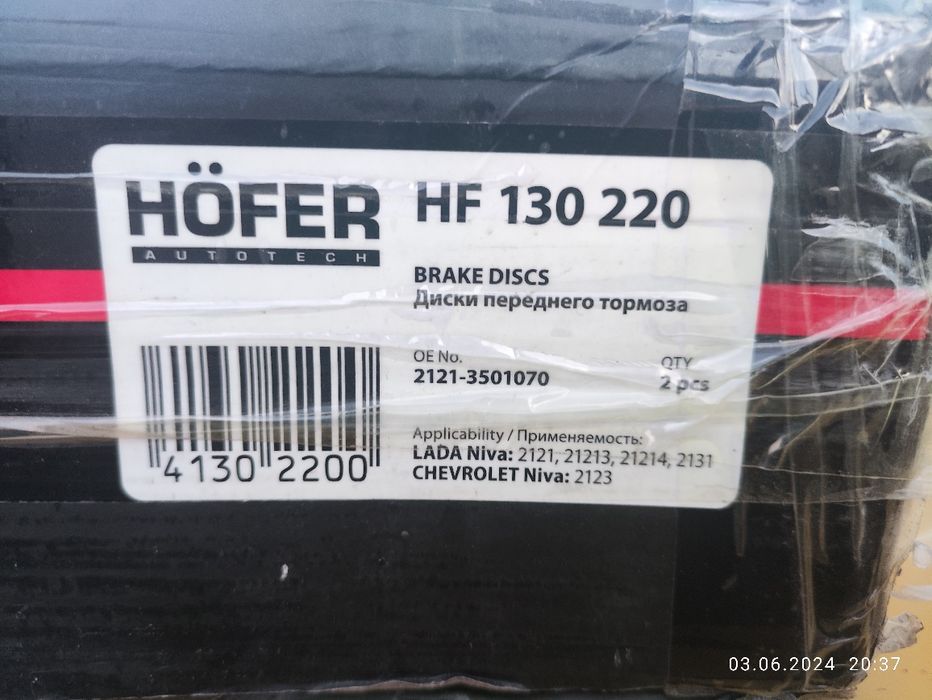 HÖFER
AUTOTECH
HF 130 220
BRAKE DISCS
Диски переднего тормоза
OE No.
2121-3501070
QTY
2 pcs
Applicability / Применяемость:
LADA Niva: 2121, 21213, 21214, 2131
CHEVROLET Niva: 2123
4130 2200
03.06.2024 20:37